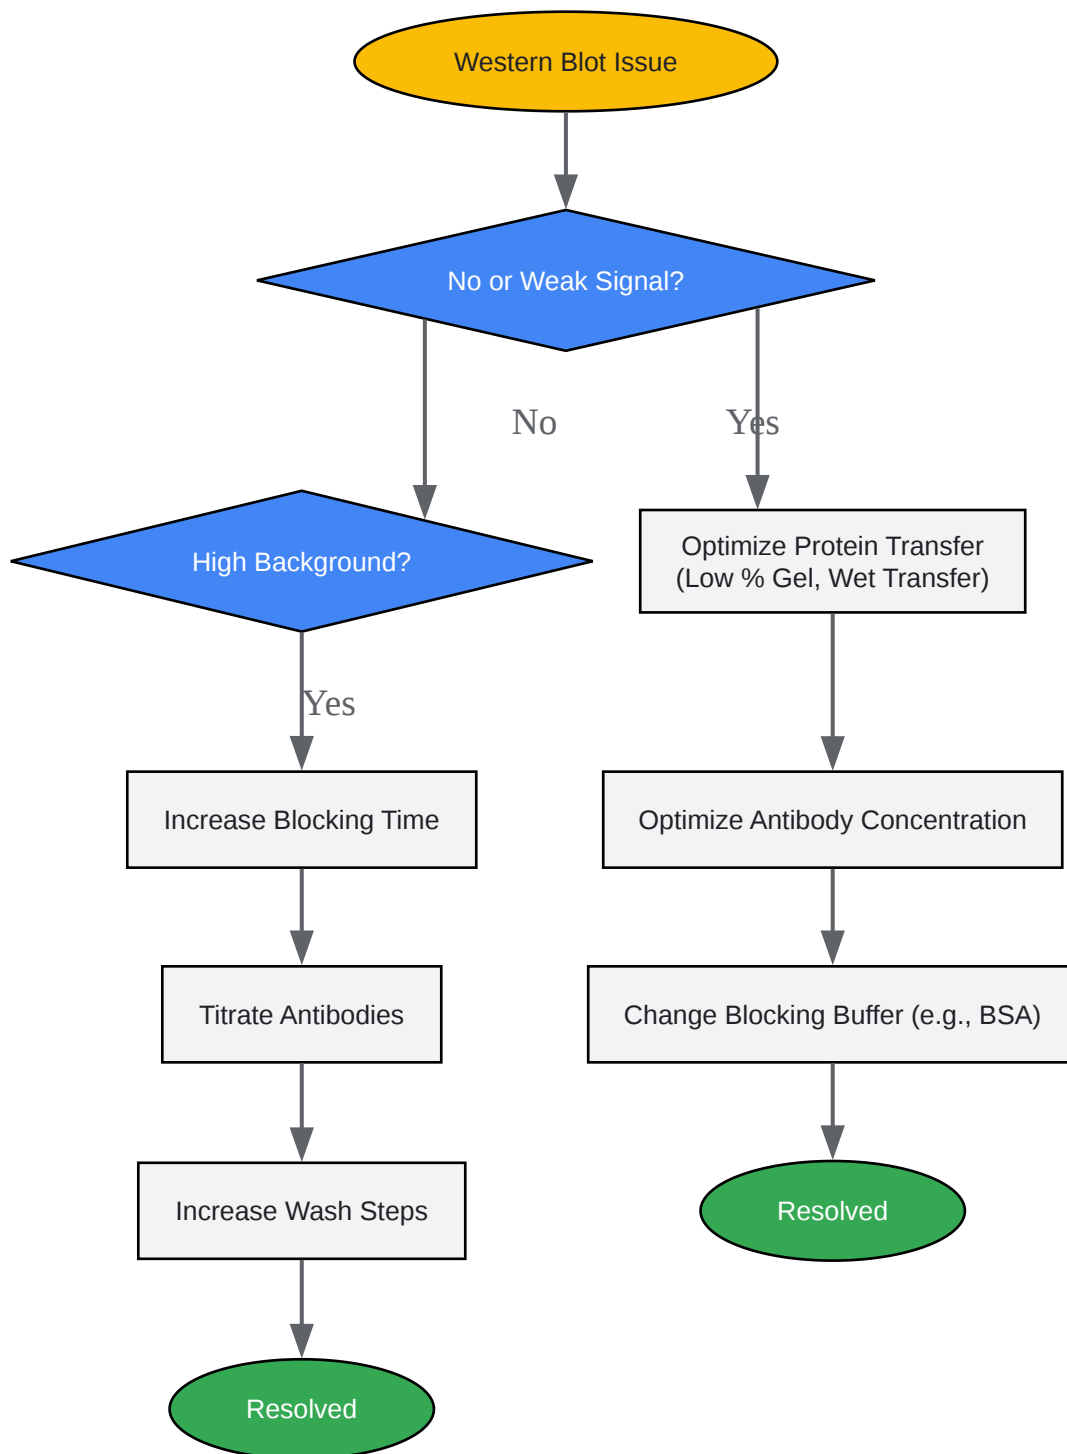 Western Blot Issue
No or Weak Signal?
No
Yes
High Background?
Optimize Protein Transfer
(Low % Gel, Wet Transfer)
Yes
Increase Blocking Time
Optimize Antibody Concentration
Titrate Antibodies
Change Blocking Buffer (e.g., BSA)
Increase Wash Steps
Resolved
Resolved